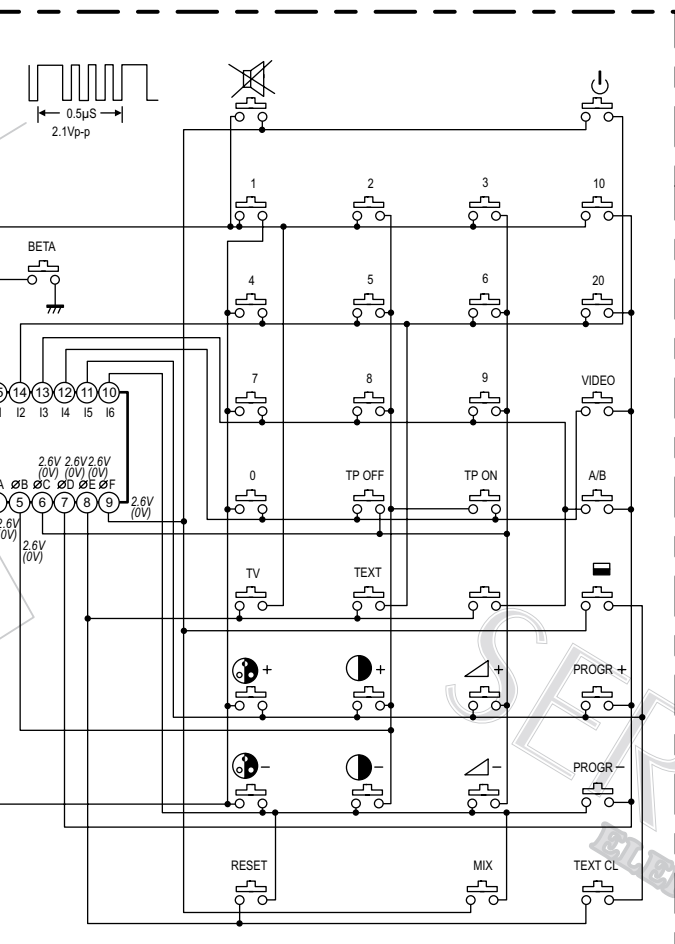 0.5µS
2.1Vp-p
1 2 3 10
BETA
4 5 6 20
14 13 12 11 10
I2 I3 I4 I5 I6
7 8 9 VIDEO
2.6V 2.6V 2.6V
(0V) (0V) (0V)
A øB øC øD øE øF
5 6 7 8 9
2.6V
(0V)
2.6V
(0V)
0 TP OFF TP ON A/B
TV TEXT
+ + + PROGR +
− − − PROGR −
RESET MIX TEXT CL
SER
ELE